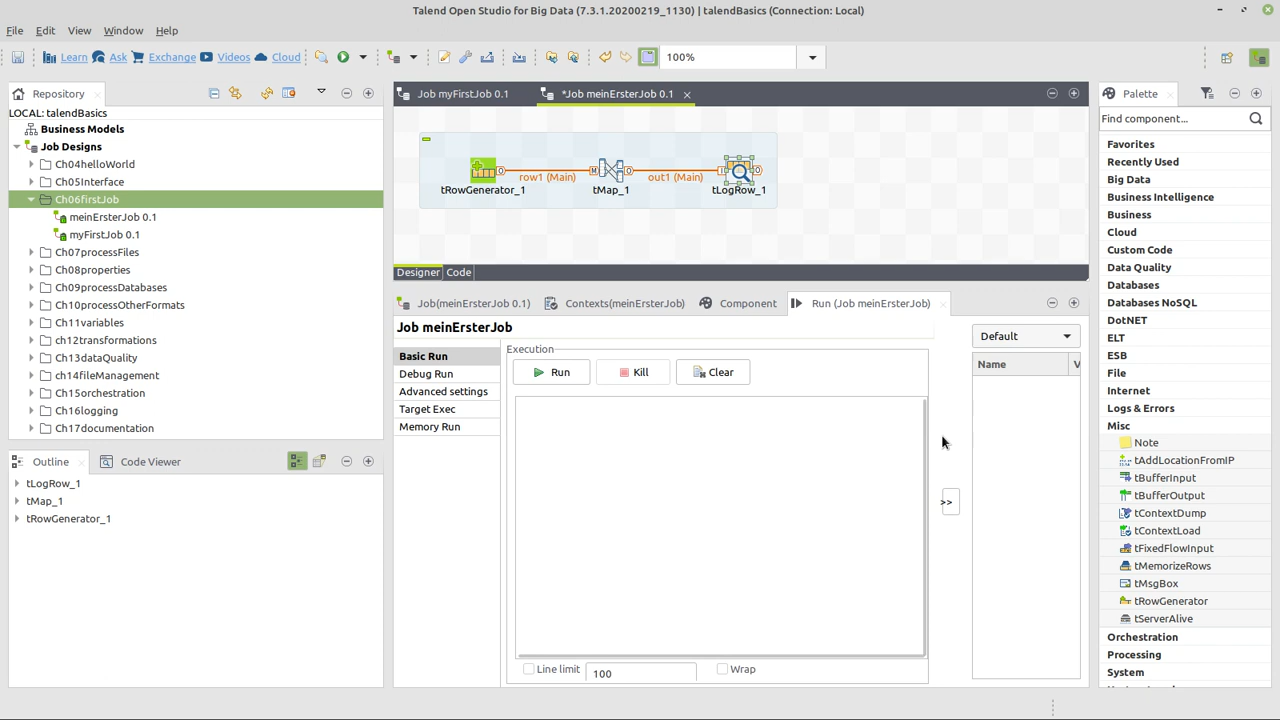 Talend Open Studio for Big Data (7.3.1.20200219_1130) | talendBasics (Connection: Local)
File Edit View Window Help
Learn Ask Exchange Videos Cloud 100%
Repository
LOCAL: talendBasics
Business Models
Job Designs
Ch04helloWorld
Ch05Interface
Ch06firstJob
meinErsterJob 0.1
myFirstJob 0.1
Ch07processFiles
Ch08properties
Ch09processDatabases
Ch10processOtherFormats
Ch11variables
ch12transformations
Ch13dataQuality
ch14fileManagement
Ch15orchestration
Ch16logging
Ch17documentation
Outline Code Viewer
tLogRow_1
tMap_1
tRowGenerator_1
Job myFirstJob 0.1 *Job meinErsterJob 0.1
row1 (Main) out1 (Main)
tRowGenerator_1 tMap_1 tLogRow_1
Designer Code
Job(meinErsterJob 0.1) Contexts(meinErsterJob) Component Run (Job meinErsterJob)
Job meinErsterJob
Basic Run
Debug Run
Advanced settings
Target Exec
Memory Run
Execution
Run Kill Clear
Line limit 100 Wrap
>>
Default
Name V
Palette
Find component...
Favorites
Recently Used
Big Data
Business Intelligence
Business
Cloud
Custom Code
Data Quality
Databases
Databases NoSQL
DotNET
ELT
ESB
File
Internet
Logs & Errors
Misc
Note
tAddLocationFromIP
tBufferInput
tBufferOutput
tContextDump
tContextLoad
tFixedFlowInput
tMemorizeRows
tMsgBox
tRowGenerator
tServerAlive
Orchestration
Processing
System